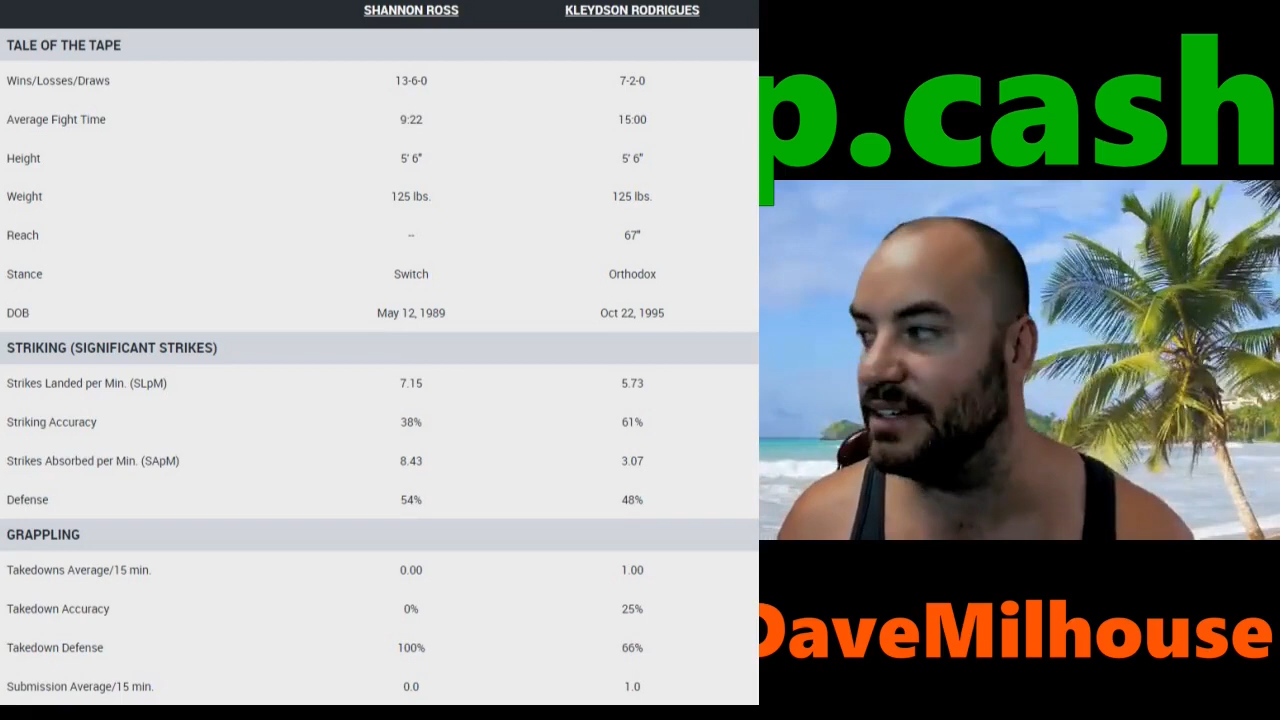 SHANNON ROSS KLEYDSON RODRIGUES
TALE OF THE TAPE
Wins/Losses/Draws 13-6-0 7-2-0
Average Fight Time 9:22 15:00
Height 5' 6" 5' 6"
Weight 125 lbs. 125 lbs.
Reach -- 67"
Stance Switch Orthodox
DOB May 12, 1989 Oct 22, 1995
STRIKING (SIGNIFICANT STRIKES)
Strikes Landed per Min. (SLpM) 7.15 5.73
Striking Accuracy 38% 61%
Strikes Absorbed per Min. (SApM) 8.43 3.07
Defense 54% 48%
GRAPPLING
Takedowns Average/15 min. 0.00 1.00
Takedown Accuracy 0% 25%
Takedown Defense 100% 66%
Submission Average/15 min. 0.0 1.0
p.cash
DaveMilhouse